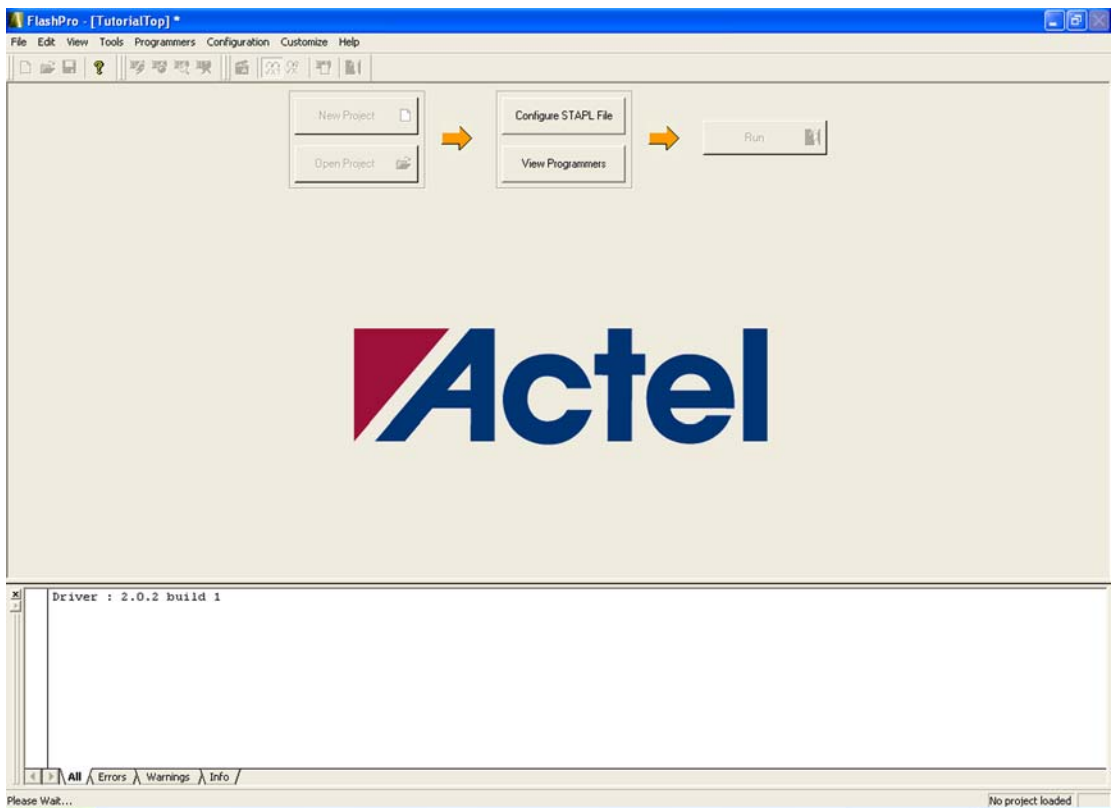 FlashPro - [TutorialTop] *
File Edit View Tools Programmers Configuration Customize Help
New Project
Open Project
Configure STAPL File
View Programmers
Run
Actel
Driver : 2.0.2 build 1
All Errors Warnings Info
Please Wait... No project loaded